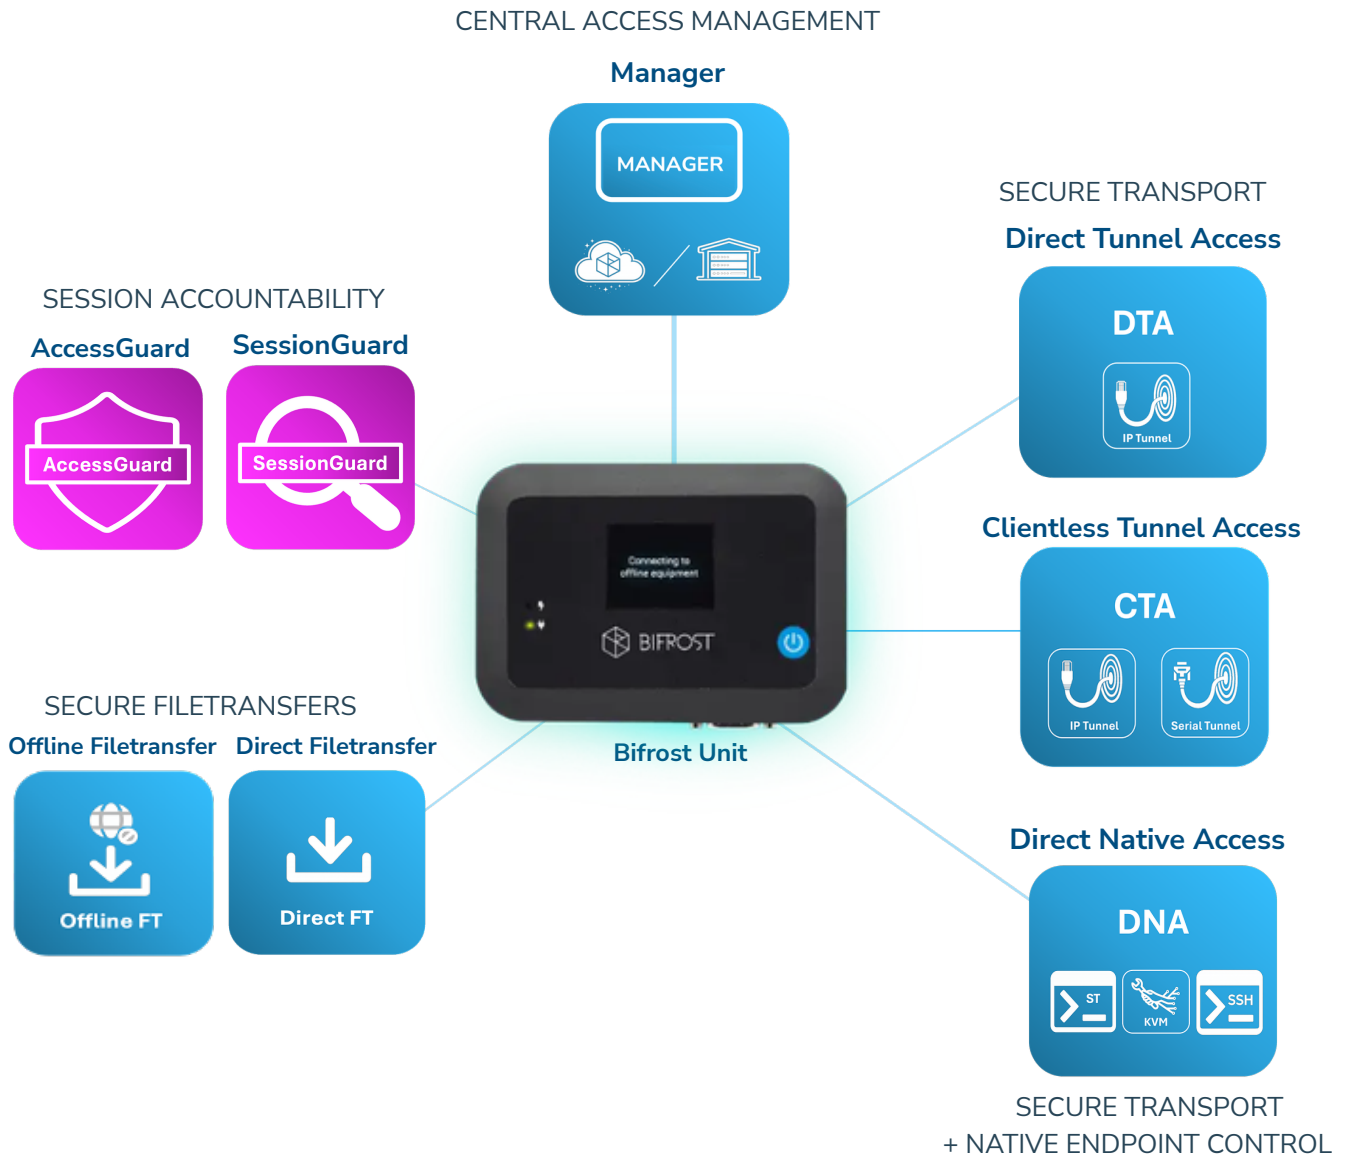 CENTRAL ACCESS MANAGEMENT
Manager
MANAGER
SECURE TRANSPORT
Direct Tunnel Access
DTA
IP Tunnel
SESSION ACCOUNTABILITY
AccessGuard
SessionGuard
AccessGuard
SessionGuard
Connecting to
offline equipment
BIFROST
Bifrost Unit
Clientless Tunnel Access
CTA
IP Tunnel
Serial Tunnel
SECURE FILETRANSFERS
Offline Filetransfer
Direct Filetransfer
Offline FT
Direct FT
Direct Native Access
DNA
ST
KVM
SSH
SECURE TRANSPORT
+ NATIVE ENDPOINT CONTROL